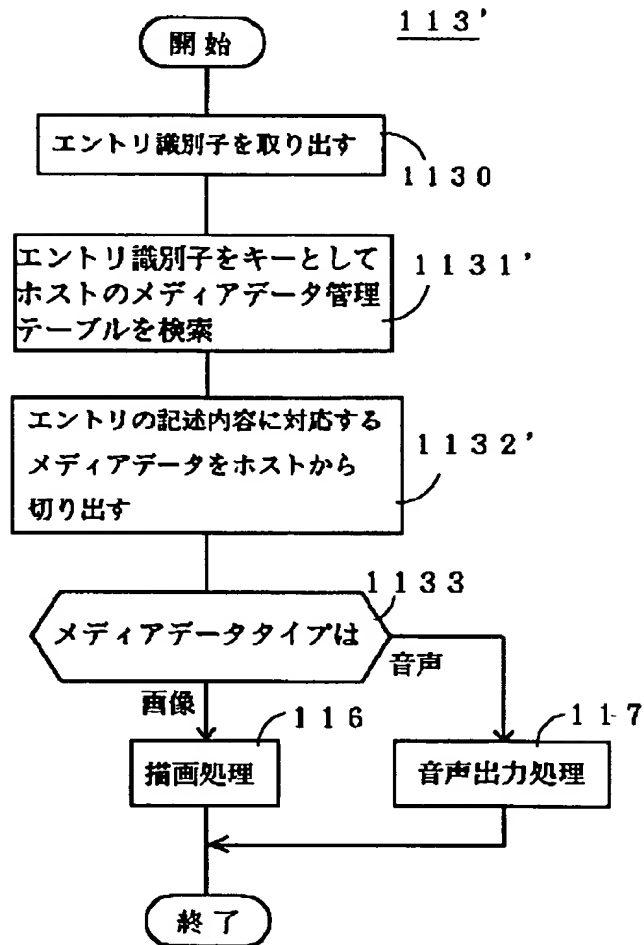 １１３’
開始
エントリ識別子を取り出す
１１３０
エントリ識別子をキーとして
ホストのメディアデータ管理
テーブルを検索
１１３１’
エントリの記述内容に対応する
メディアデータをホストから
切り出す
１１３２’
１１３３
メディアデータタイプは
音声
画像
１１６
１１７
描画処理
音声出力処理
終了